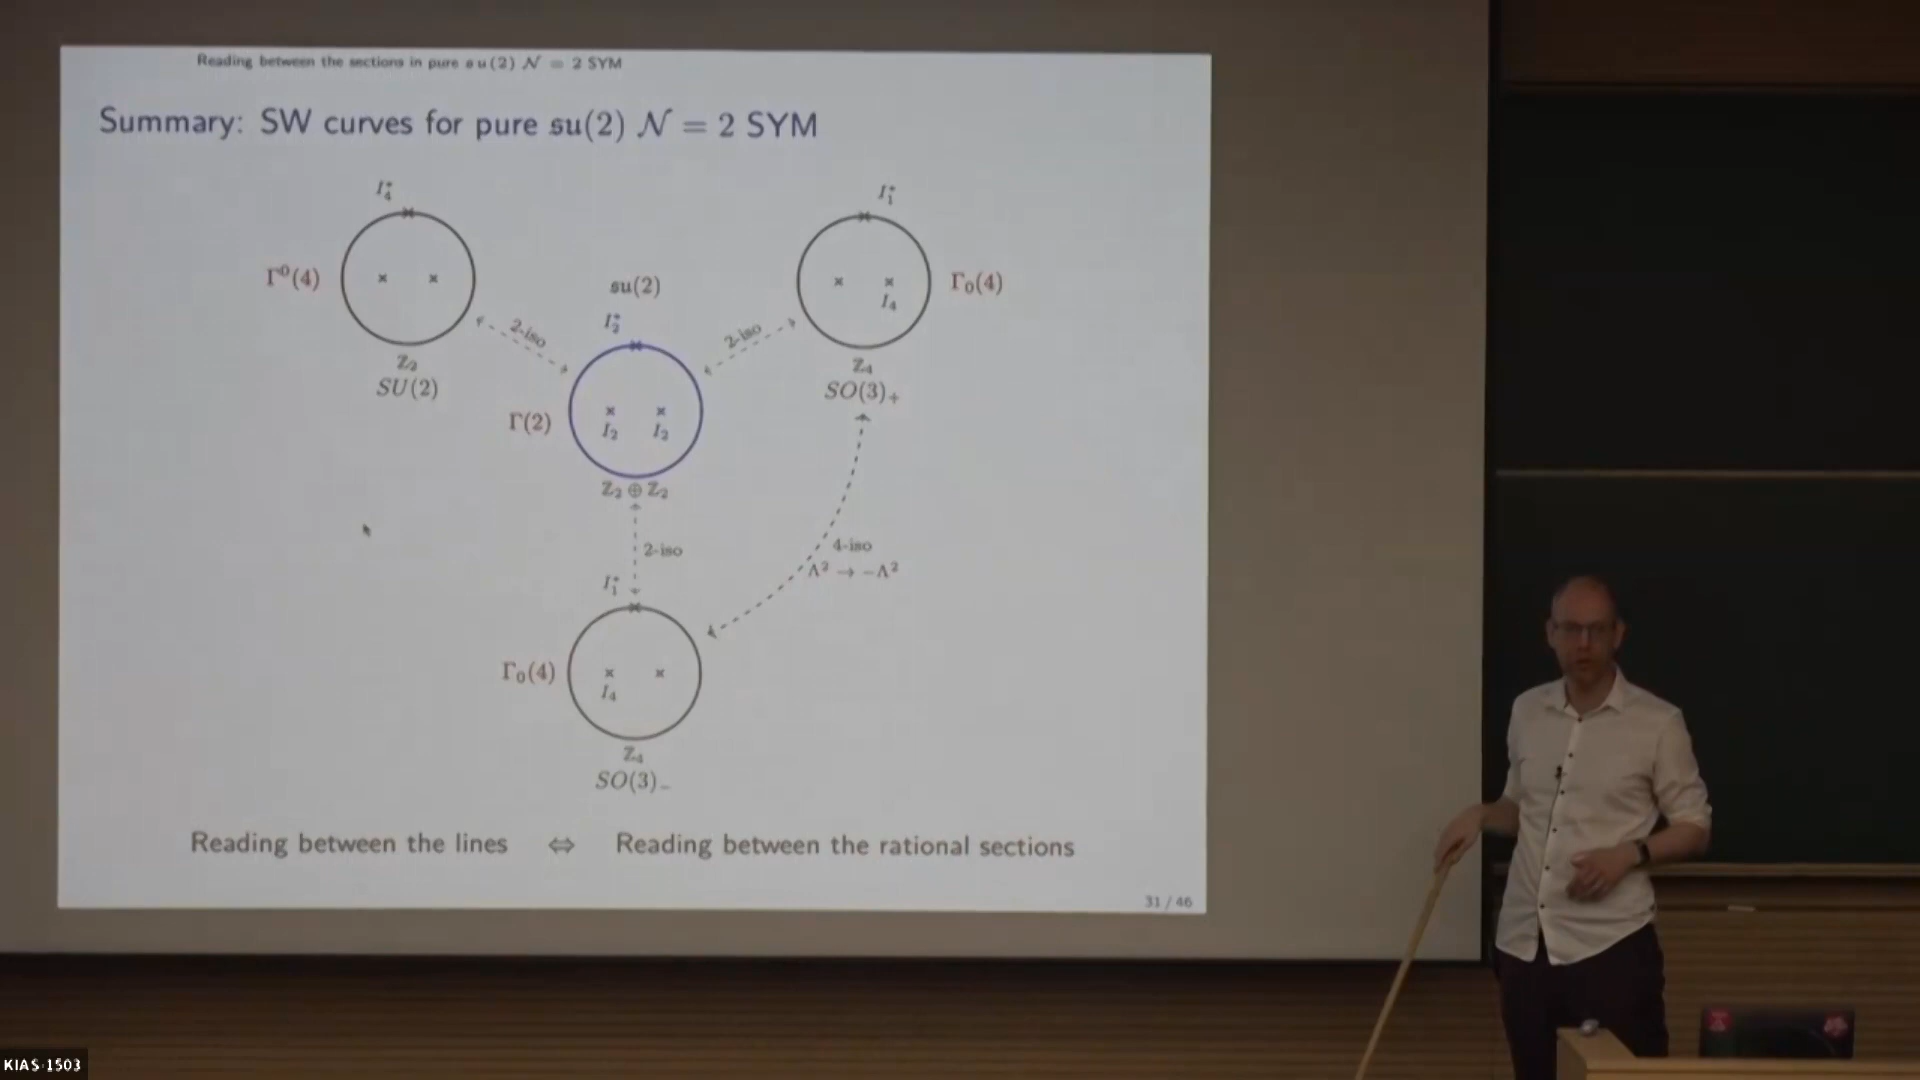 Reading between the sections in pure su(2) 𝒩 = 2 SYM
Summary: SW curves for pure su(2) 𝒩 = 2 SYM
I₄*
I₁*
Γ⁰(4)
su(2)
Γ₀(4)
I₄
I₂*
2-iso
2-iso
ℤ₂
SU(2)
ℤ₄
SO(3)₊
Γ(2)
I₂ I₂
ℤ₂ ⊕ ℤ₂
2-iso
4-iso
Λ² → −Λ²
I₁*
Γ₀(4)
I₄
ℤ₄
SO(3)₋
Reading between the lines ⇔ Reading between the rational sections
31 / 46
KIAS 1503